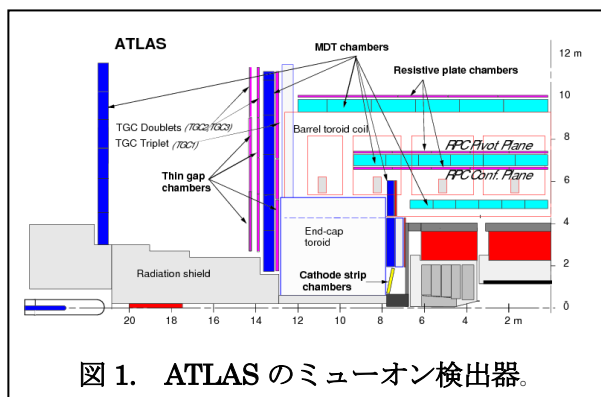 ATLAS
MDT chambers
12 m
Resistive plate chambers
10
TGC Doublets (TGC2,TGC3)
TGC Triplet (TGC1)
Barrel toroid coil
8
RPC Pivot Plane
Thin gap
chambers
RPC Conf. Plane
6
4
End-cap
toroid
Radiation shield
Cathode strip
chambers
2
0
20 18 16 14 12 10 8 6 4 2 m
図 1. ATLAS のミューオン検出器。